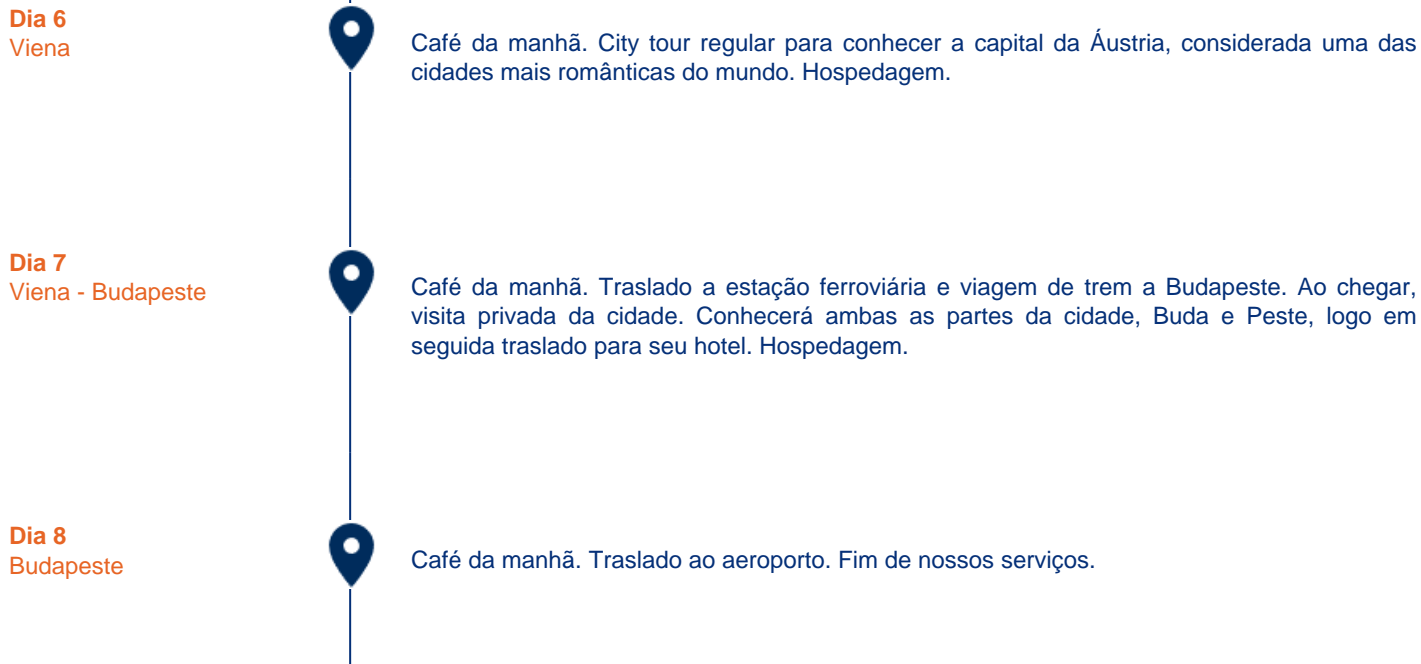 Dia 6
Viena
Café da manhã. City tour regular para conhecer a capital da Áustria, considerada uma das
cidades mais românticas do mundo. Hospedagem.
Dia 7
Viena - Budapeste
Café da manhã. Traslado a estação ferroviária e viagem de trem a Budapeste. Ao chegar,
visita privada da cidade. Conhecerá ambas as partes da cidade, Buda e Peste, logo em
seguida traslado para seu hotel. Hospedagem.
Dia 8
Budapeste
Café da manhã. Traslado ao aeroporto. Fim de nossos serviços.